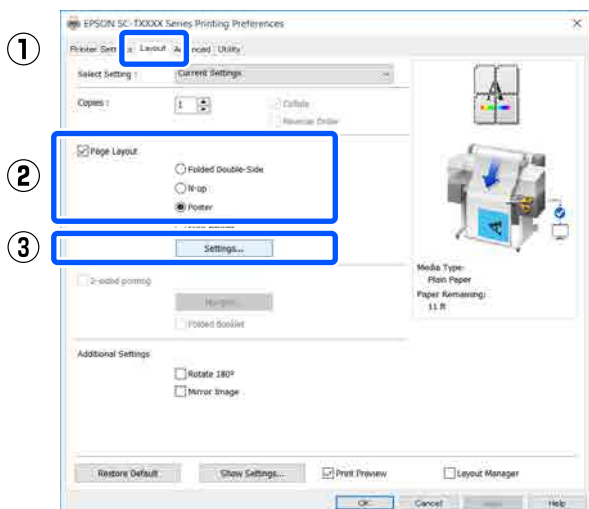 EPSON SC-TXXXX Series Printing Preferences
① Layout Utility
Select Setting : Current Settings
Copies : 1 Collate
Reverse Order
② Page Layout
Folded Double-Side
N-up
Poster
③ Settings...
2-sided printing
Margins...
Folded Booklet
Media Type:
Plain Paper
Paper Remaining:
11 ft
Additional Settings
Rotate 180º
Mirror Image
Restore Default Show Settings... Print Preview Layout Manager
OK Cancel Help